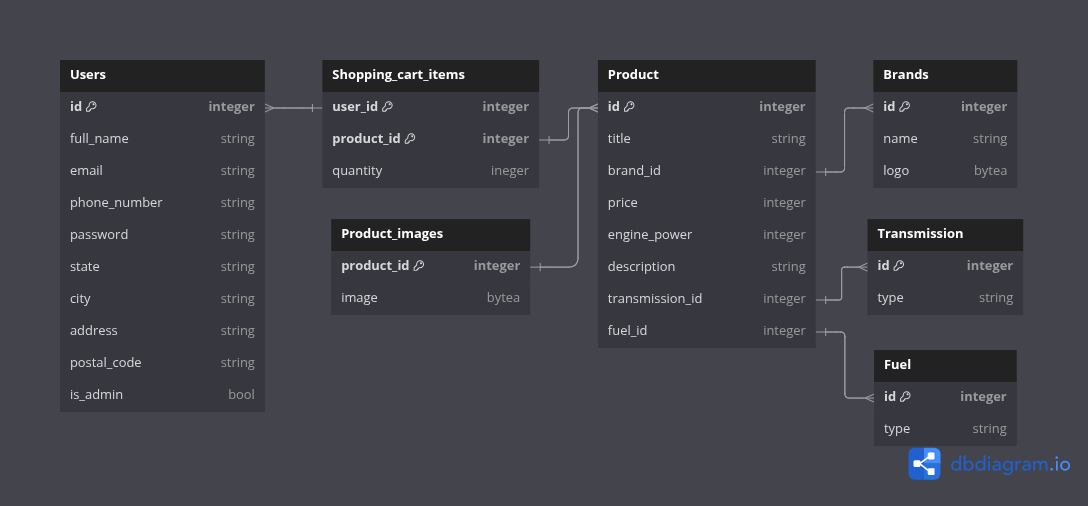 Users
id integer
full_name string
email string
phone_number string
password string
state string
city string
address string
postal_code string
is_admin bool
Shopping_cart_items
user_id integer
product_id integer
quantity ineger
Product_images
product_id integer
image bytea
Product
id integer
title string
brand_id integer
price integer
engine_power integer
description string
transmission_id integer
fuel_id integer
Brands
id integer
name string
logo bytea
Transmission
id integer
type string
Fuel
id integer
type string
dbdiagram.io